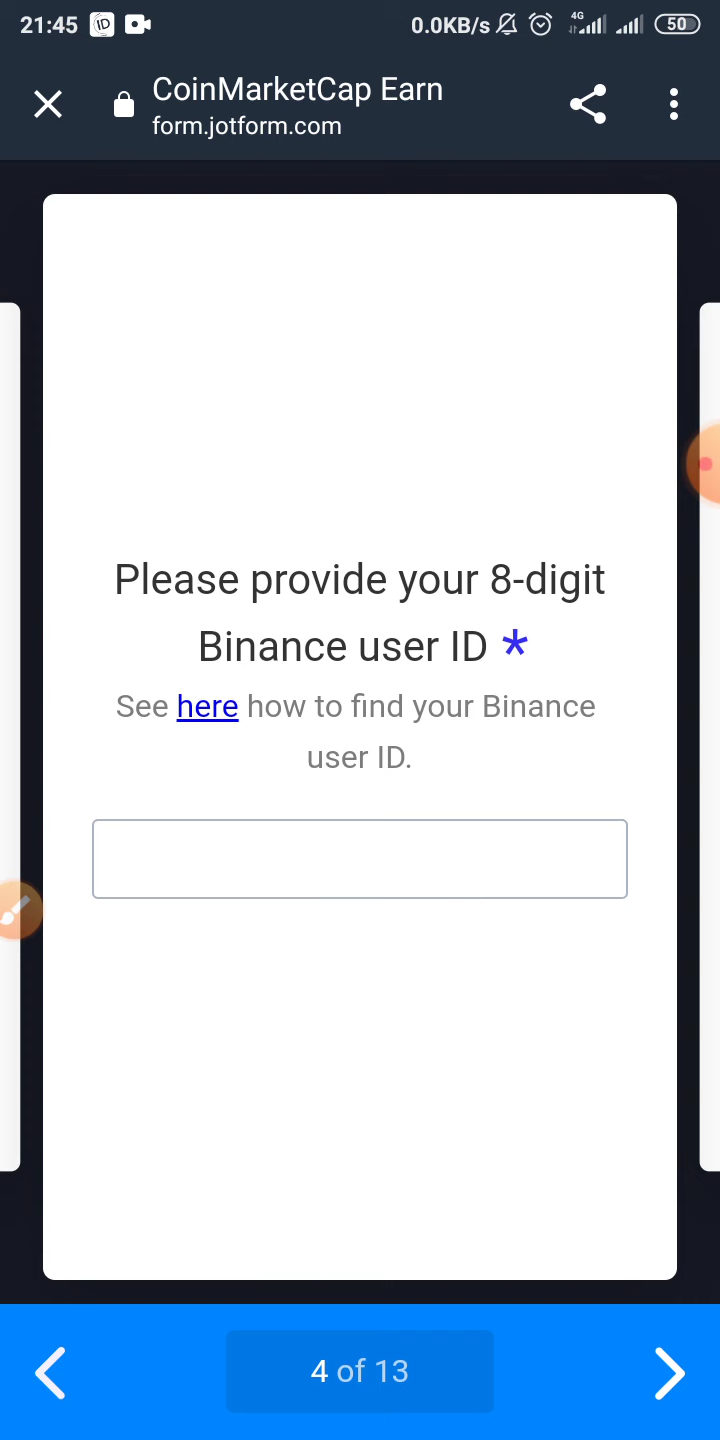 21:45 ID 0.0KB/s 4G 50
CoinMarketCap Earn
form.jotform.com
Please provide your 8-digit
Binance user ID *
See here how to find your Binance
user ID.
4 of 13